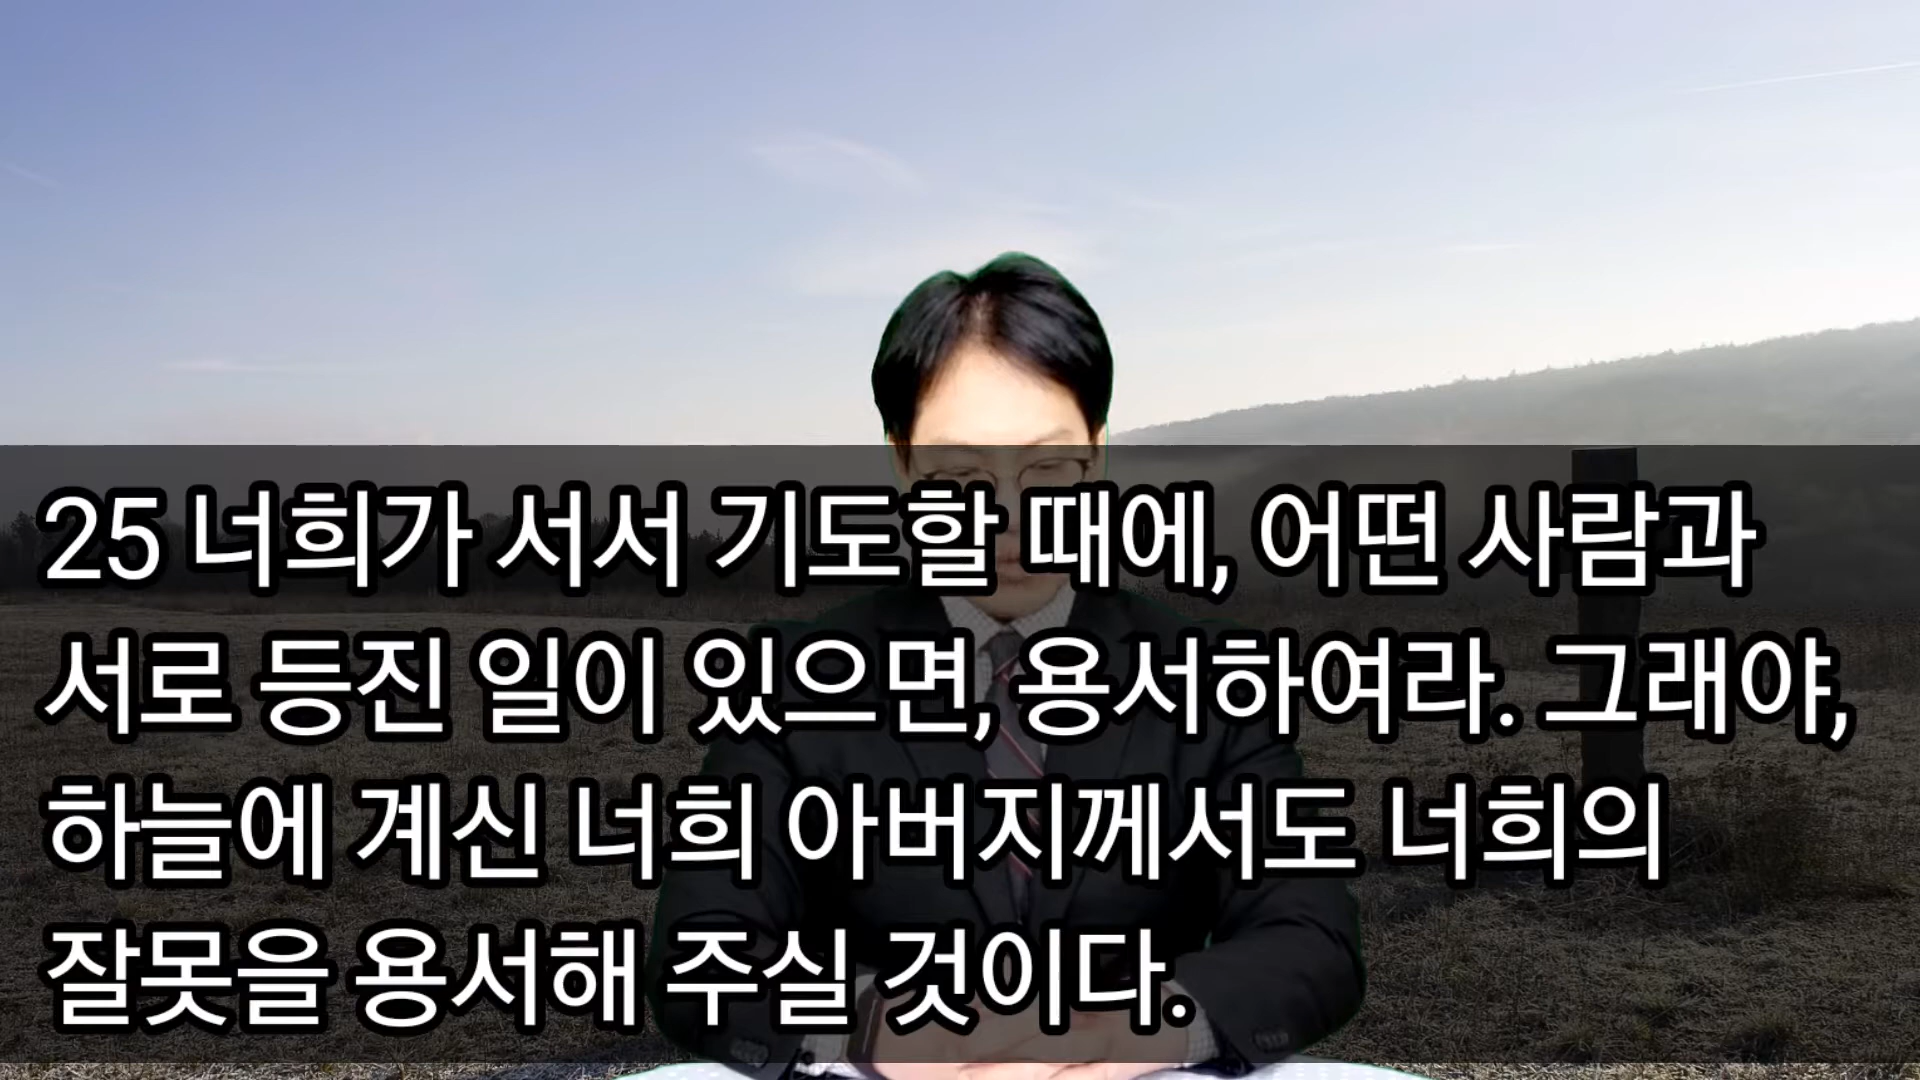 25 너희가 서서 기도할 때에, 어떤 사람과
서로 등진 일이 있으면, 용서하여라. 그래야,
하늘에 계신 너희 아버지께서도 너희의
잘못을 용서해 주실 것이다.